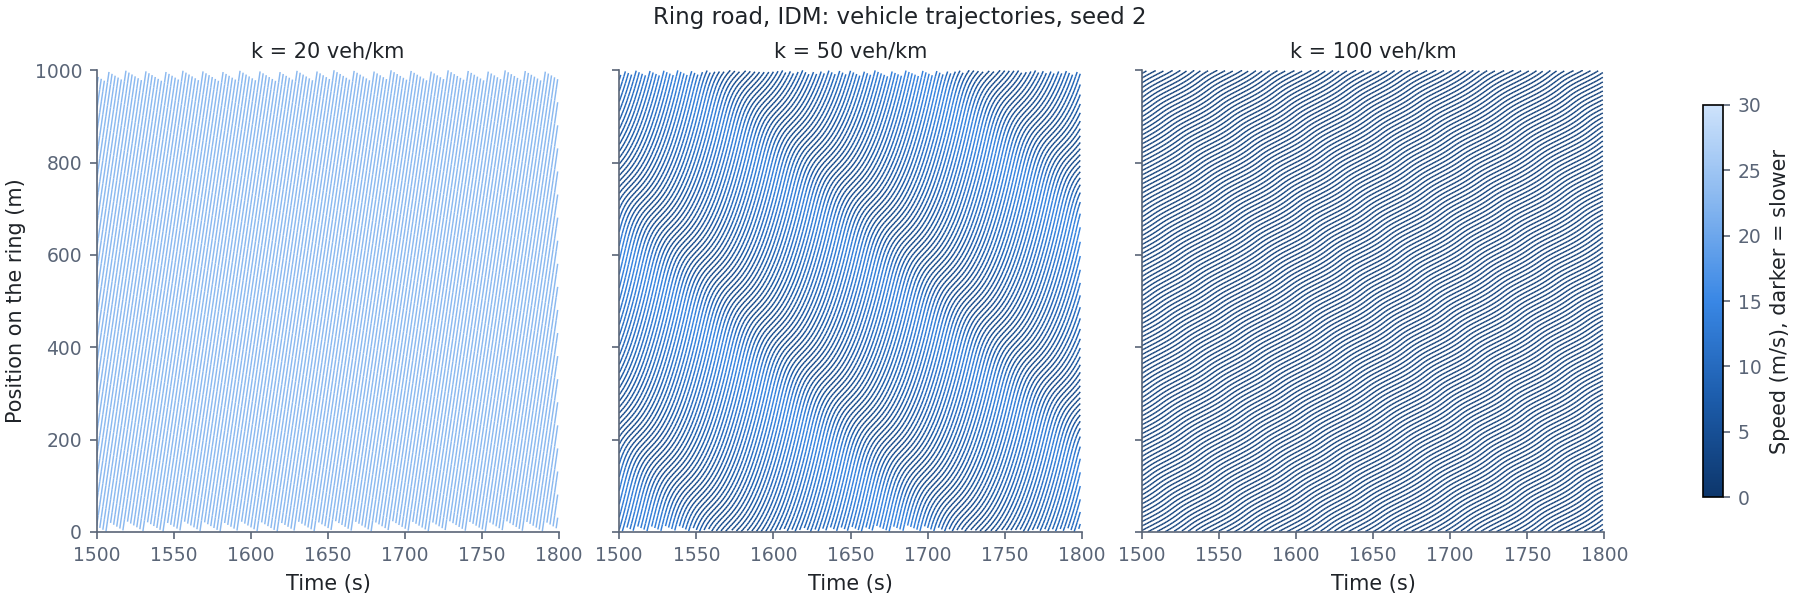 Ring road, IDM: vehicle trajectories, seed 2
k = 20 veh/km
k = 50 veh/km
k = 100 veh/km
Position on the ring (m)
1000
800
600
400
200
0
1500 1550 1600 1650 1700 1750 1800
Time (s)
1500 1550 1600 1650 1700 1750 1800
Time (s)
1500 1550 1600 1650 1700 1750 1800
Time (s)
30
25
20
15
10
5
0
Speed (m/s), darker = slower